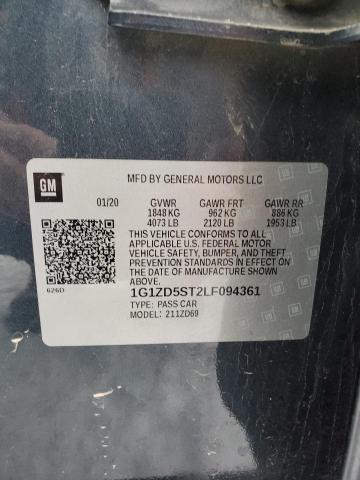 GM
MFD BY GENERAL MOTORS LLC
01/20 GVWR GAWR FRT GAWR RR
1848 KG 962 KG 886 KG
4073 LB 2120 LB 1953 LB
THIS VEHICLE CONFORMS TO ALL
APPLICABLE U.S. FEDERAL MOTOR
VEHICLE SAFETY, BUMPER, AND THEFT
PREVENTION STANDARDS IN EFFECT ON
THE DATE OF MANUFACTURE SHOWN
ABOVE.
626D 1G1ZD5ST2LF094361
TYPE: PASS CAR
MODEL: 211ZD69